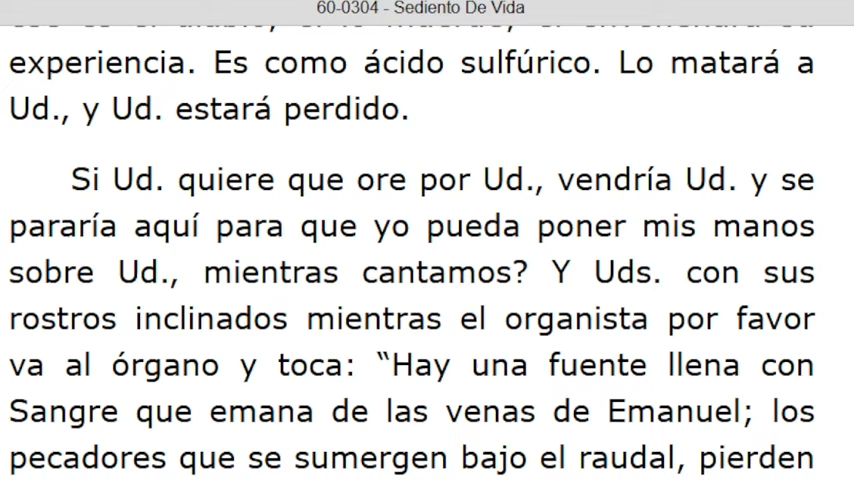 60-0304 - Sediento De Vida
experiencia. Es como ácido sulfúrico. Lo matará a
Ud., y Ud. estará perdido.
Si Ud. quiere que ore por Ud., vendría Ud. y se
pararía aquí para que yo pueda poner mis manos
sobre Ud., mientras cantamos? Y Uds. con sus
rostros inclinados mientras el organista por favor
va al órgano y toca: “Hay una fuente llena con
Sangre que emana de las venas de Emanuel; los
pecadores que se sumergen bajo el raudal, pierden